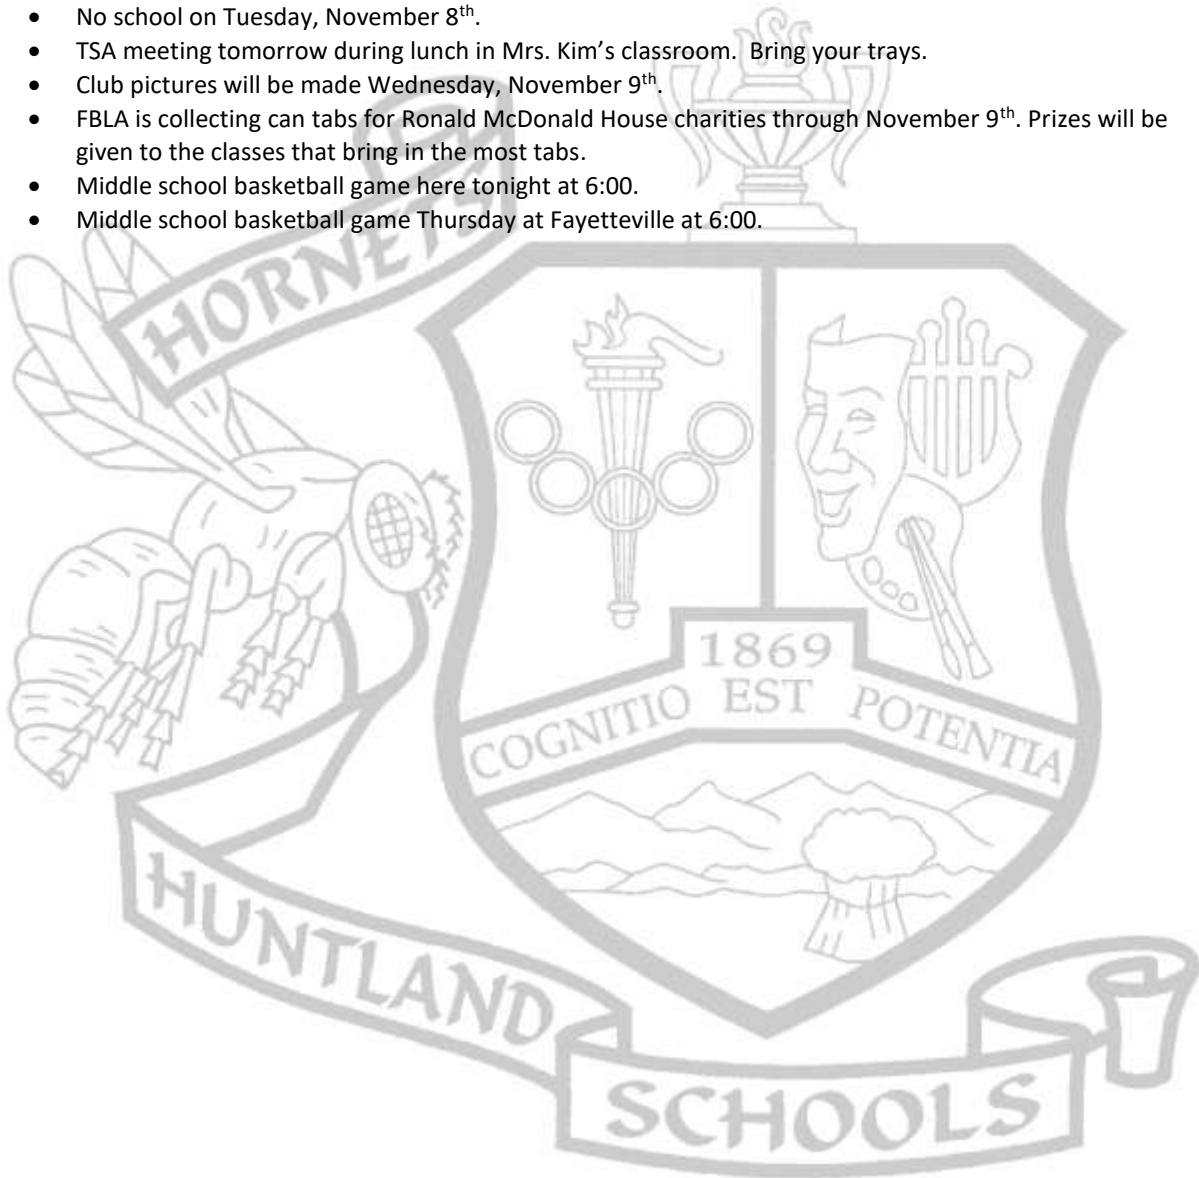 • No school on Tuesday, November 8th.
• TSA meeting tomorrow during lunch in Mrs. Kim’s classroom.  Bring your trays.
• Club pictures will be made Wednesday, November 9th.
• FBLA is collecting can tabs for Ronald McDonald House charities through November 9th. Prizes will be
given to the classes that bring in the most tabs.
• Middle school basketball game here tonight at 6:00.
• Middle school basketball game Thursday at Fayetteville at 6:00.
HORNETS
1869
COGNITIO EST POTENTIA
HUNTLAND
SCHOOLS